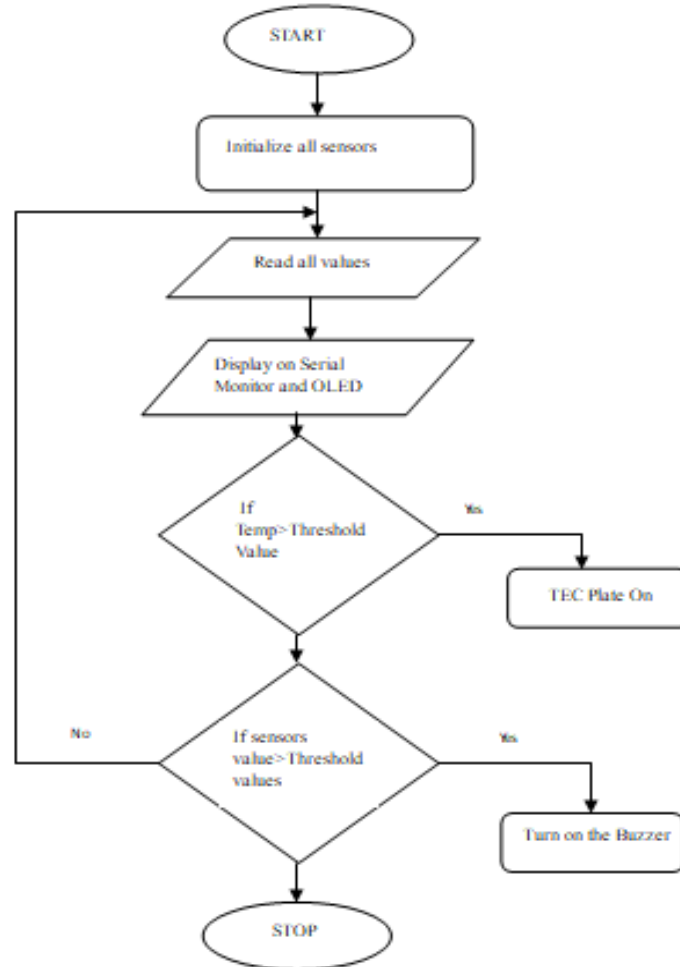 START
Initialize all sensors
Read all values
Display on Serial
Monitor and OLED
If
Temp>Threshold
Value
Yes
TEC Plate On
If sensors
value>Threshold
values
No
Yes
Turn on the Buzzer
STOP